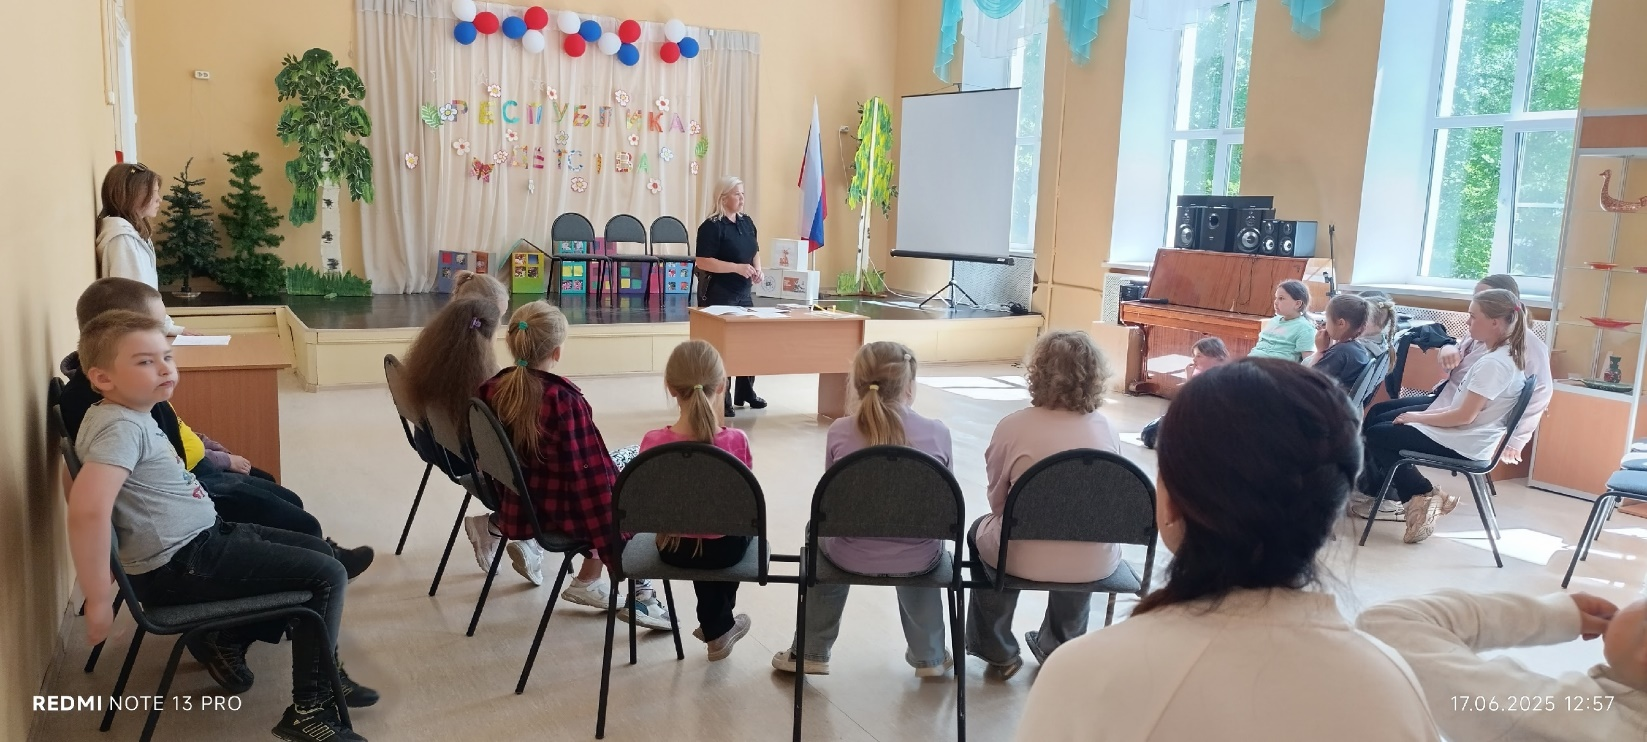 РЕСПУБЛИКА
ДЕТСТВА
REDMI NOTE 13 PRO
17.06.2025 12:57